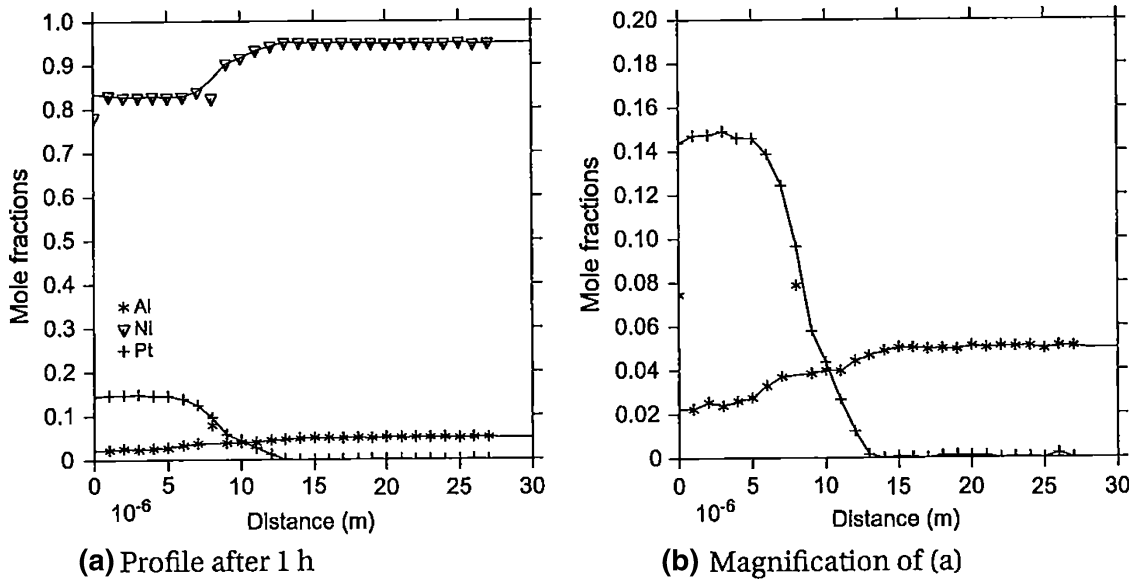 1.0
0.9
0.8
0.7
0.6
0.5
0.4
0.3
0.2
0.1
0
Mole fractions
Al
Ni
Pt
0 5 10 15 20 25 30
10⁻⁶
Distance (m)
(a) Profile after 1 h
0.20
0.18
0.16
0.14
0.12
0.10
0.08
0.06
0.04
0.02
0
Mole fractions
0 5 10 15 20 25 30
10⁻⁶
Distance (m)
(b) Magnification of (a)